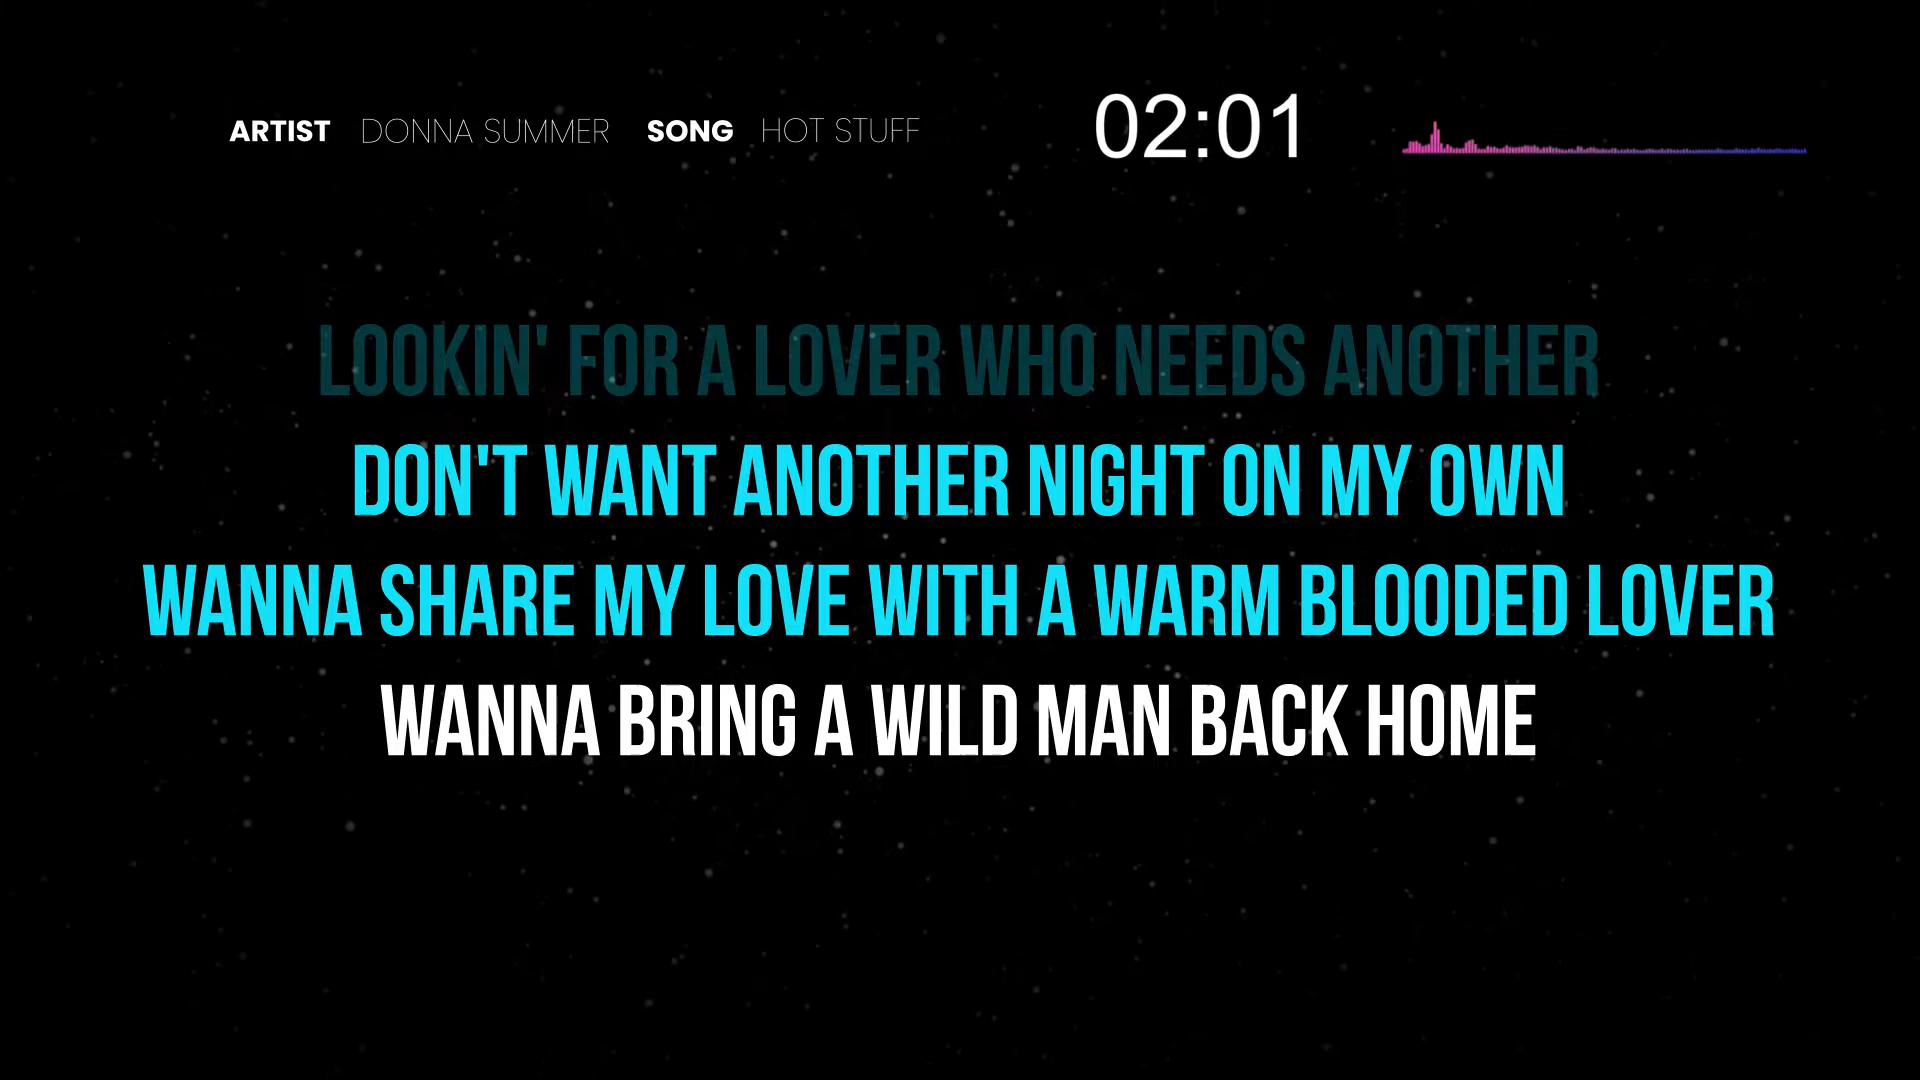 ARTIST DONNA SUMMER SONG HOT STUFF 02:01
LOOKIN' FOR A LOVER WHO NEEDS ANOTHER
DON'T WANT ANOTHER NIGHT ON MY OWN
WANNA SHARE MY LOVE WITH A WARM BLOODED LOVER
WANNA BRING A WILD MAN BACK HOME